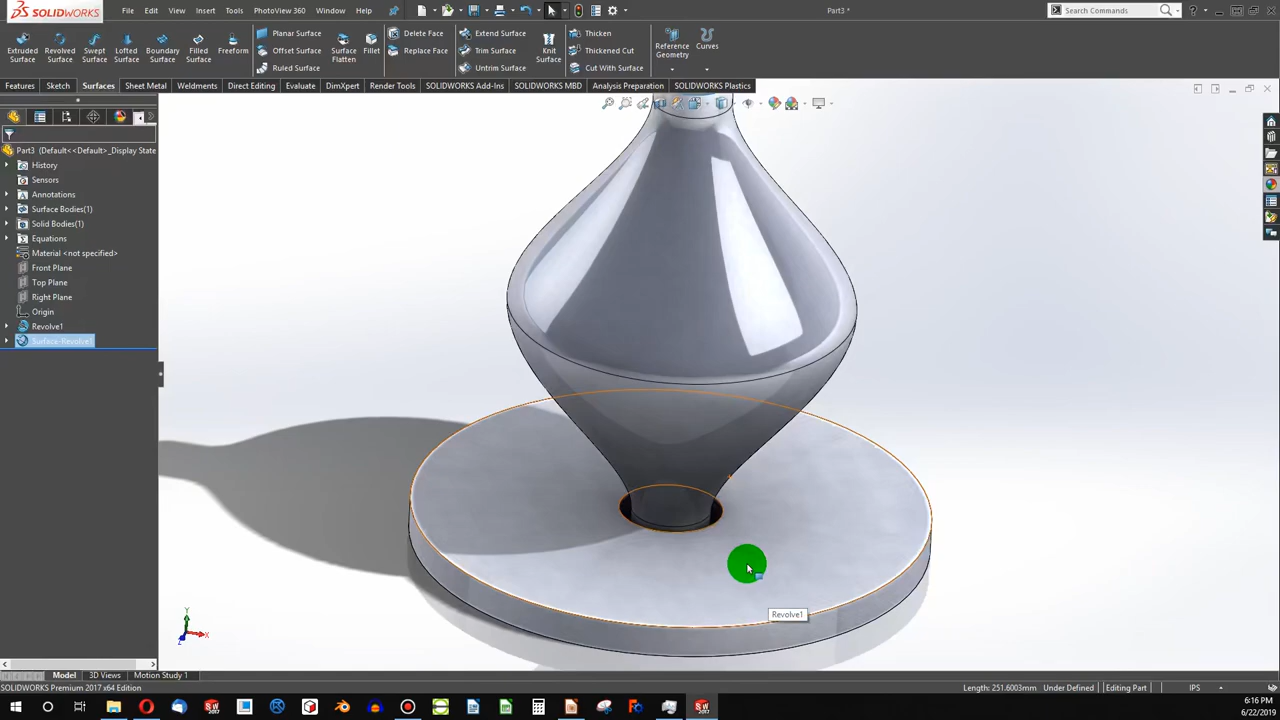 SOLIDWORKS
File Edit View Insert Tools PhotoView 360 Window Help
Part3 *
Search Commands
Extruded Surface
Revolved Surface
Swept Surface
Lofted Surface
Boundary Surface
Filled Surface
Freeform
Planar Surface
Offset Surface
Ruled Surface
Surface Flatten
Fillet
Delete Face
Replace Face
Extend Surface
Trim Surface
Untrim Surface
Knit Surface
Thicken
Thickened Cut
Cut With Surface
Reference Geometry
Curves
Features Sketch Surfaces Sheet Metal Weldments Direct Editing Evaluate DimXpert Render Tools SOLIDWORKS Add-Ins SOLIDWORKS MBD Analysis Preparation SOLIDWORKS Plastics
Part3 (Default<<Default>_Display State
History
Sensors
Annotations
Surface Bodies(1)
Solid Bodies(1)
Equations
Material <not specified>
Front Plane
Top Plane
Right Plane
Origin
Revolve1
Surface-Revolve1
Revolve1
Y
X
Z
Model 3D Views Motion Study 1
SOLIDWORKS Premium 2017 x64 Edition
Length: 251.6003mm Under Defined Editing Part IPS
6:16 PM
6/22/2019